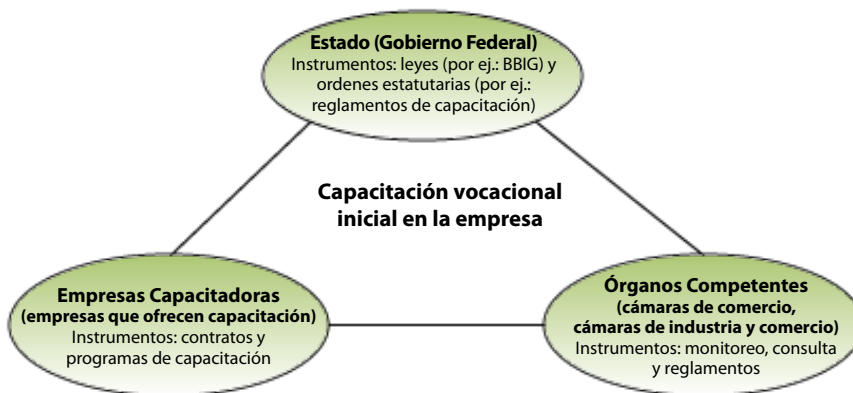 Estado (Gobierno Federal)
Instrumentos: leyes (por ej.: BBIG) y
ordenes estatutarias (por ej.:
reglamentos de capacitación)
Capacitación vocacional
inicial en la empresa
Empresas Capacitadoras
(empresas que ofrecen capacitación)
Instrumentos: contratos y
programas de capacitación
Órganos Competentes
(cámaras de comercio,
cámaras de industria y comercio)
Instrumentos: monitoreo, consulta
y reglamentos